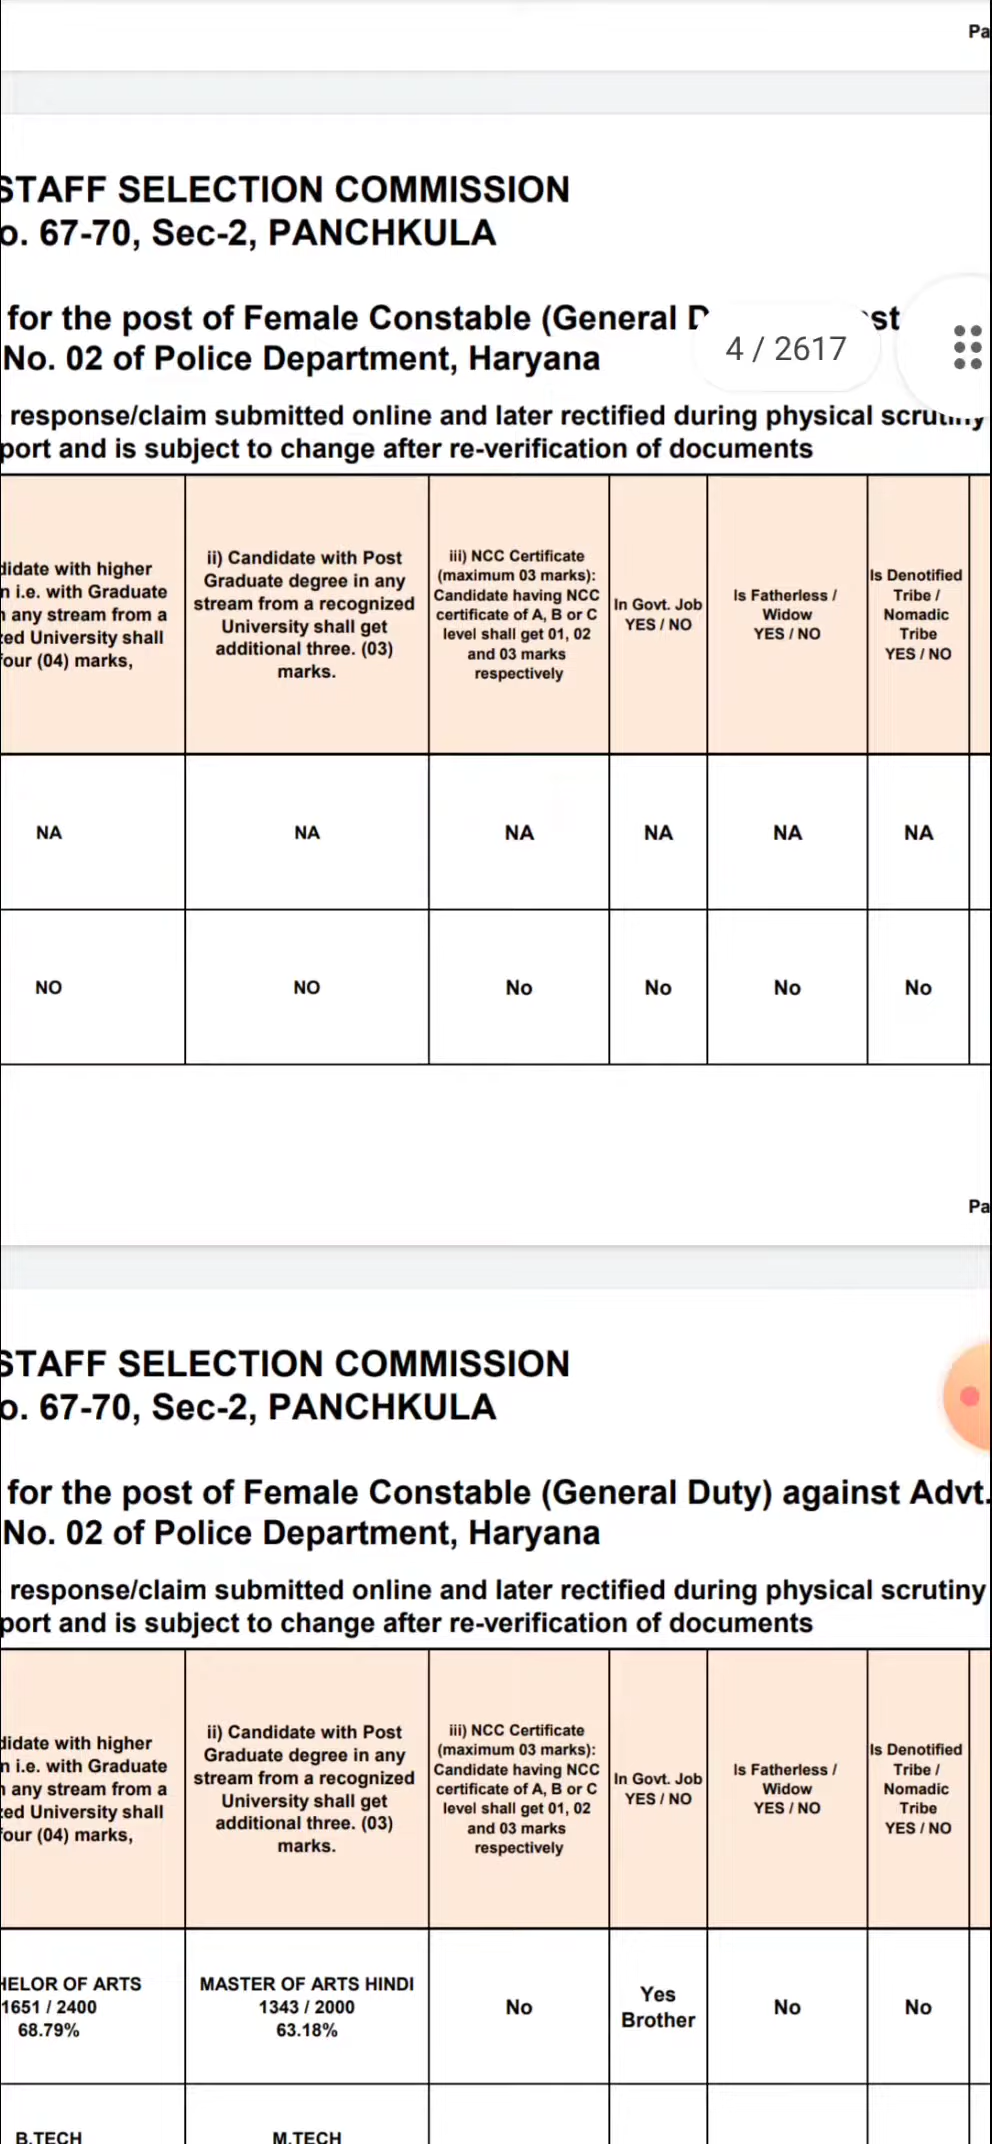 Pa
STAFF SELECTION COMMISSION
o. 67-70, Sec-2, PANCHKULA
for the post of Female Constable (General D st
4 / 2617
No. 02 of Police Department, Haryana
response/claim submitted online and later rectified during physical scrutiny
port and is subject to change after re-verification of documents
didate with higher
n i.e. with Graduate
n any stream from a
zed University shall
four (04) marks,
ii) Candidate with Post
Graduate degree in any
stream from a recognized
University shall get
additional three. (03)
marks.
iii) NCC Certificate
(maximum 03 marks):
Candidate having NCC
certificate of A, B or C
level shall get 01, 02
and 03 marks
respectively
In Govt. Job
YES / NO
Is Fatherless /
Widow
YES / NO
Is Denotified
Tribe /
Nomadic
Tribe
YES / NO
NA NA NA NA NA NA
NO NO No No No No
Pa
STAFF SELECTION COMMISSION
o. 67-70, Sec-2, PANCHKULA
for the post of Female Constable (General Duty) against Advt.
No. 02 of Police Department, Haryana
response/claim submitted online and later rectified during physical scrutiny
port and is subject to change after re-verification of documents
didate with higher
n i.e. with Graduate
n any stream from a
zed University shall
four (04) marks,
ii) Candidate with Post
Graduate degree in any
stream from a recognized
University shall get
additional three. (03)
marks.
iii) NCC Certificate
(maximum 03 marks):
Candidate having NCC
certificate of A, B or C
level shall get 01, 02
and 03 marks
respectively
In Govt. Job
YES / NO
Is Fatherless /
Widow
YES / NO
Is Denotified
Tribe /
Nomadic
Tribe
YES / NO
HELOR OF ARTS
1651 / 2400
68.79%
MASTER OF ARTS HINDI
1343 / 2000
63.18%
No
Yes
Brother
No
No
B.TECH M.TECH